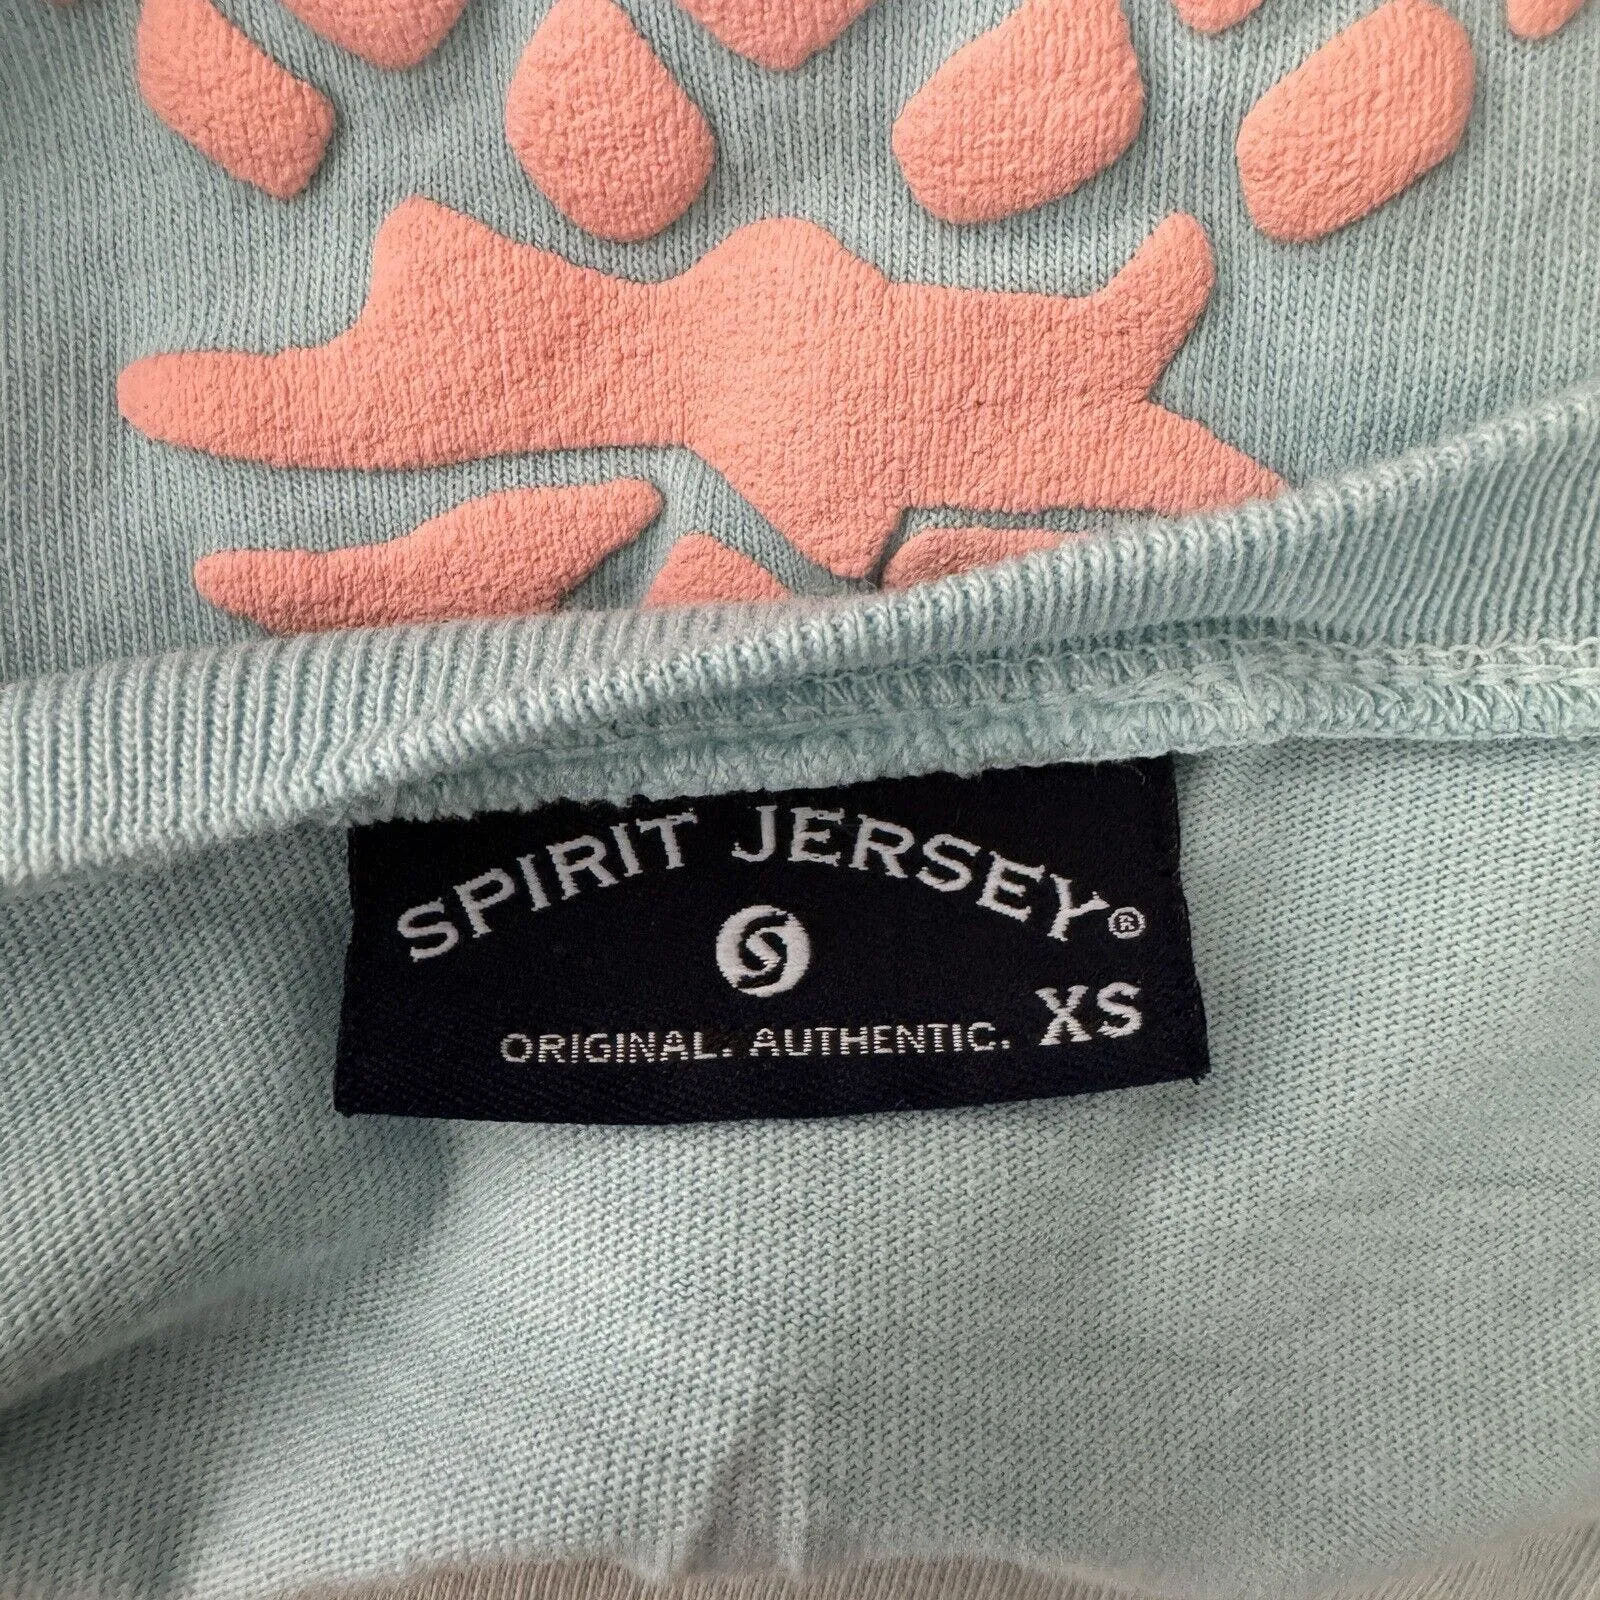 SPIRIT JERSEY®
ORIGINAL. AUTHENTIC. XS